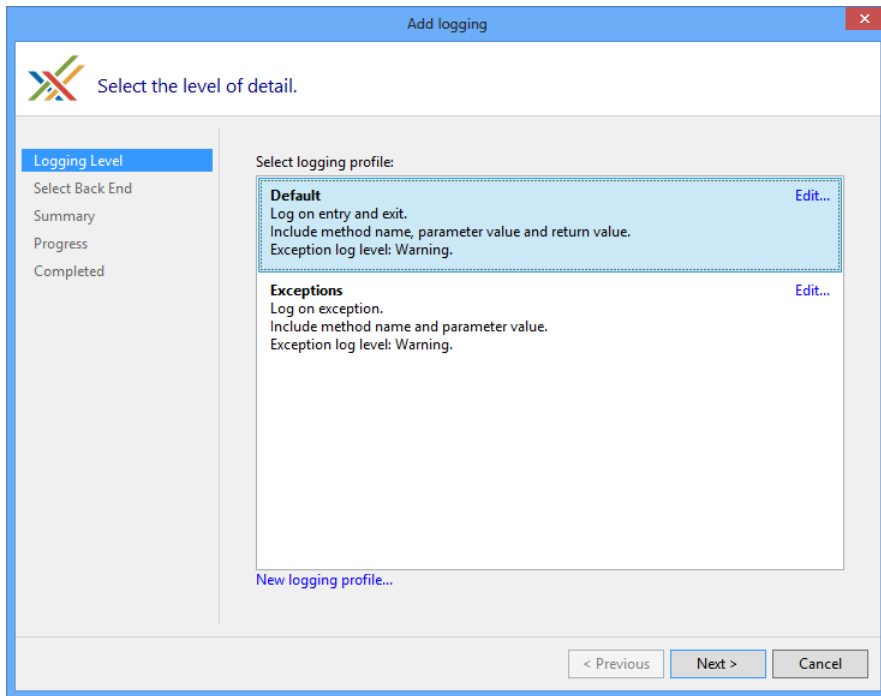 Add logging
Select the level of detail.
Logging Level
Select Back End
Summary
Progress
Completed
Select logging profile:
Default Edit...
Log on entry and exit.
Include method name, parameter value and return value.
Exception log level: Warning.
Exceptions Edit...
Log on exception.
Include method name and parameter value.
Exception log level: Warning.
New logging profile...
< Previous Next > Cancel